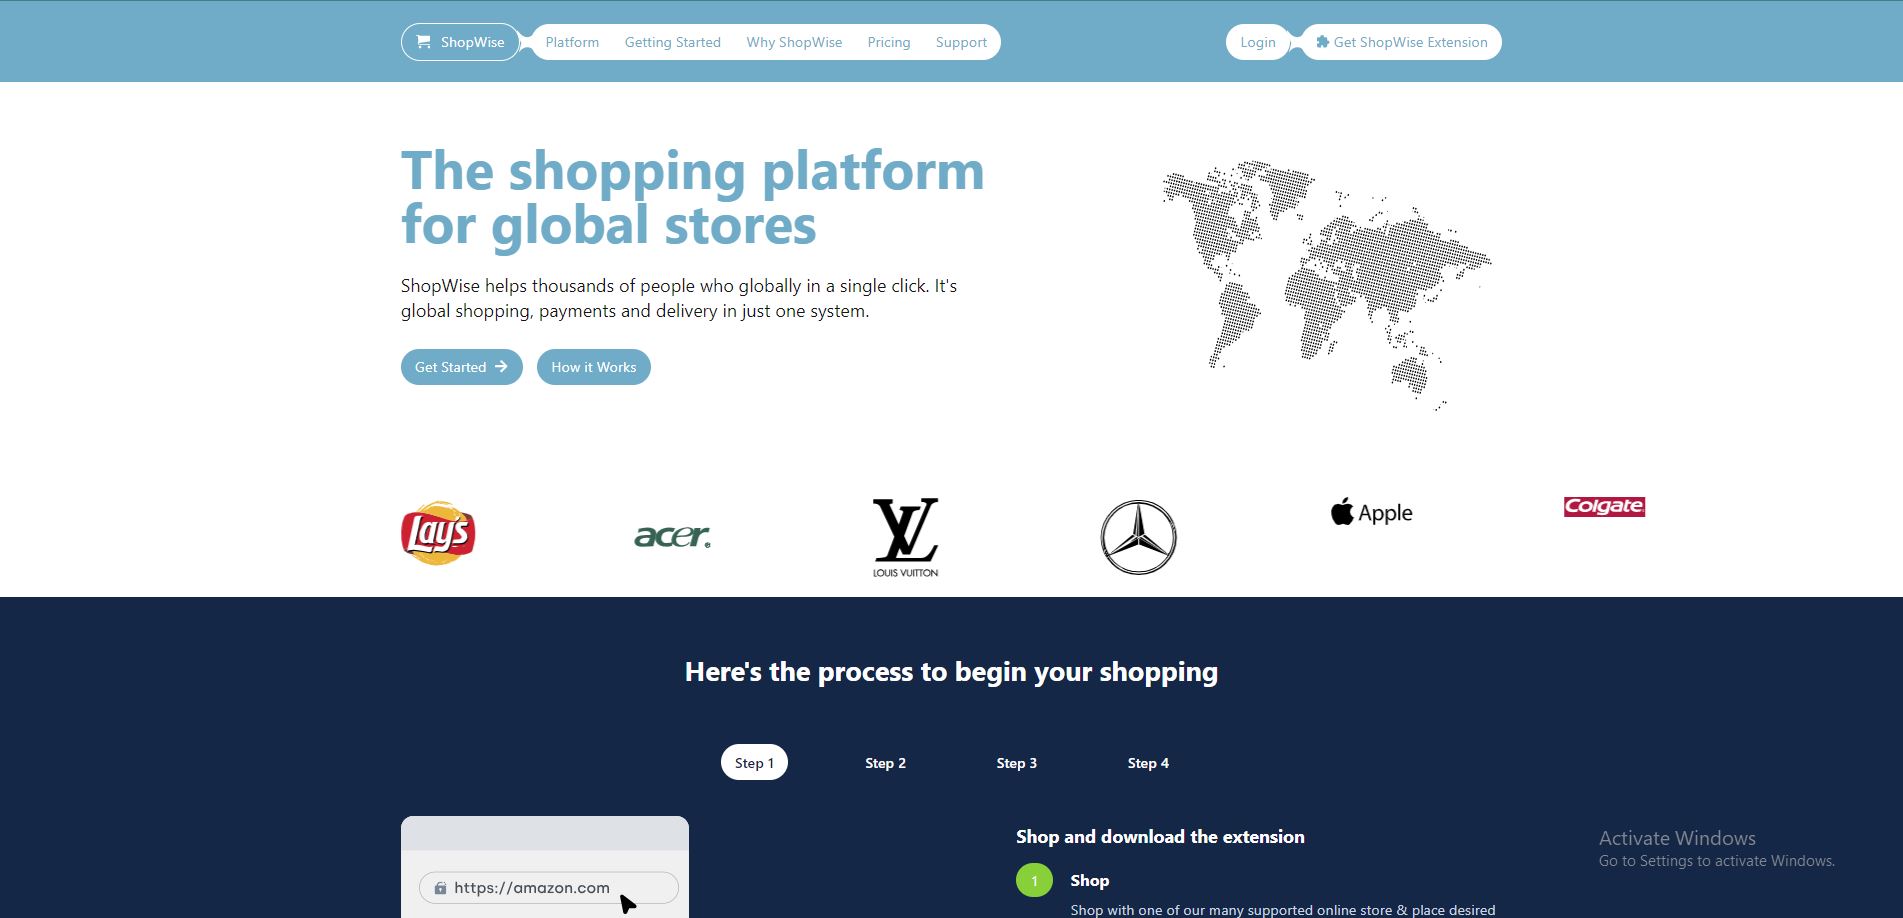 ShopWise Platform Getting Started Why ShopWise Pricing Support Login Get ShopWise Extension
The shopping platform
for global stores
ShopWise helps thousands of people who globally in a single click. It's
global shopping, payments and delivery in just one system.
Get Started How it Works
Lay's acer LOUIS VUITTON Apple Colgate
Here's the process to begin your shopping
Step 1 Step 2 Step 3 Step 4
https://amazon.com
Shop and download the extension
1 Shop
Shop with one of our many supported online store & place desired
Activate Windows
Go to Settings to activate Windows.